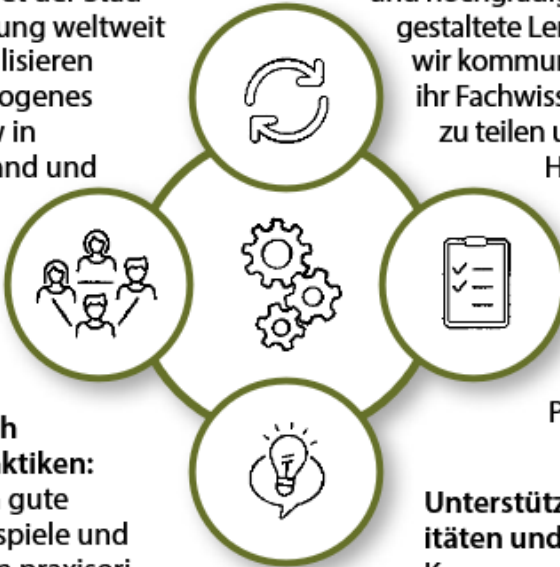 ung weltweit
lisieren
ogenes
in
and und
gestaltete Ler
wir kommu
ihr Fachwiss
zu teilen u
H
h
ktiken:
gute
spiele und
P
Unterstütz
itäten und